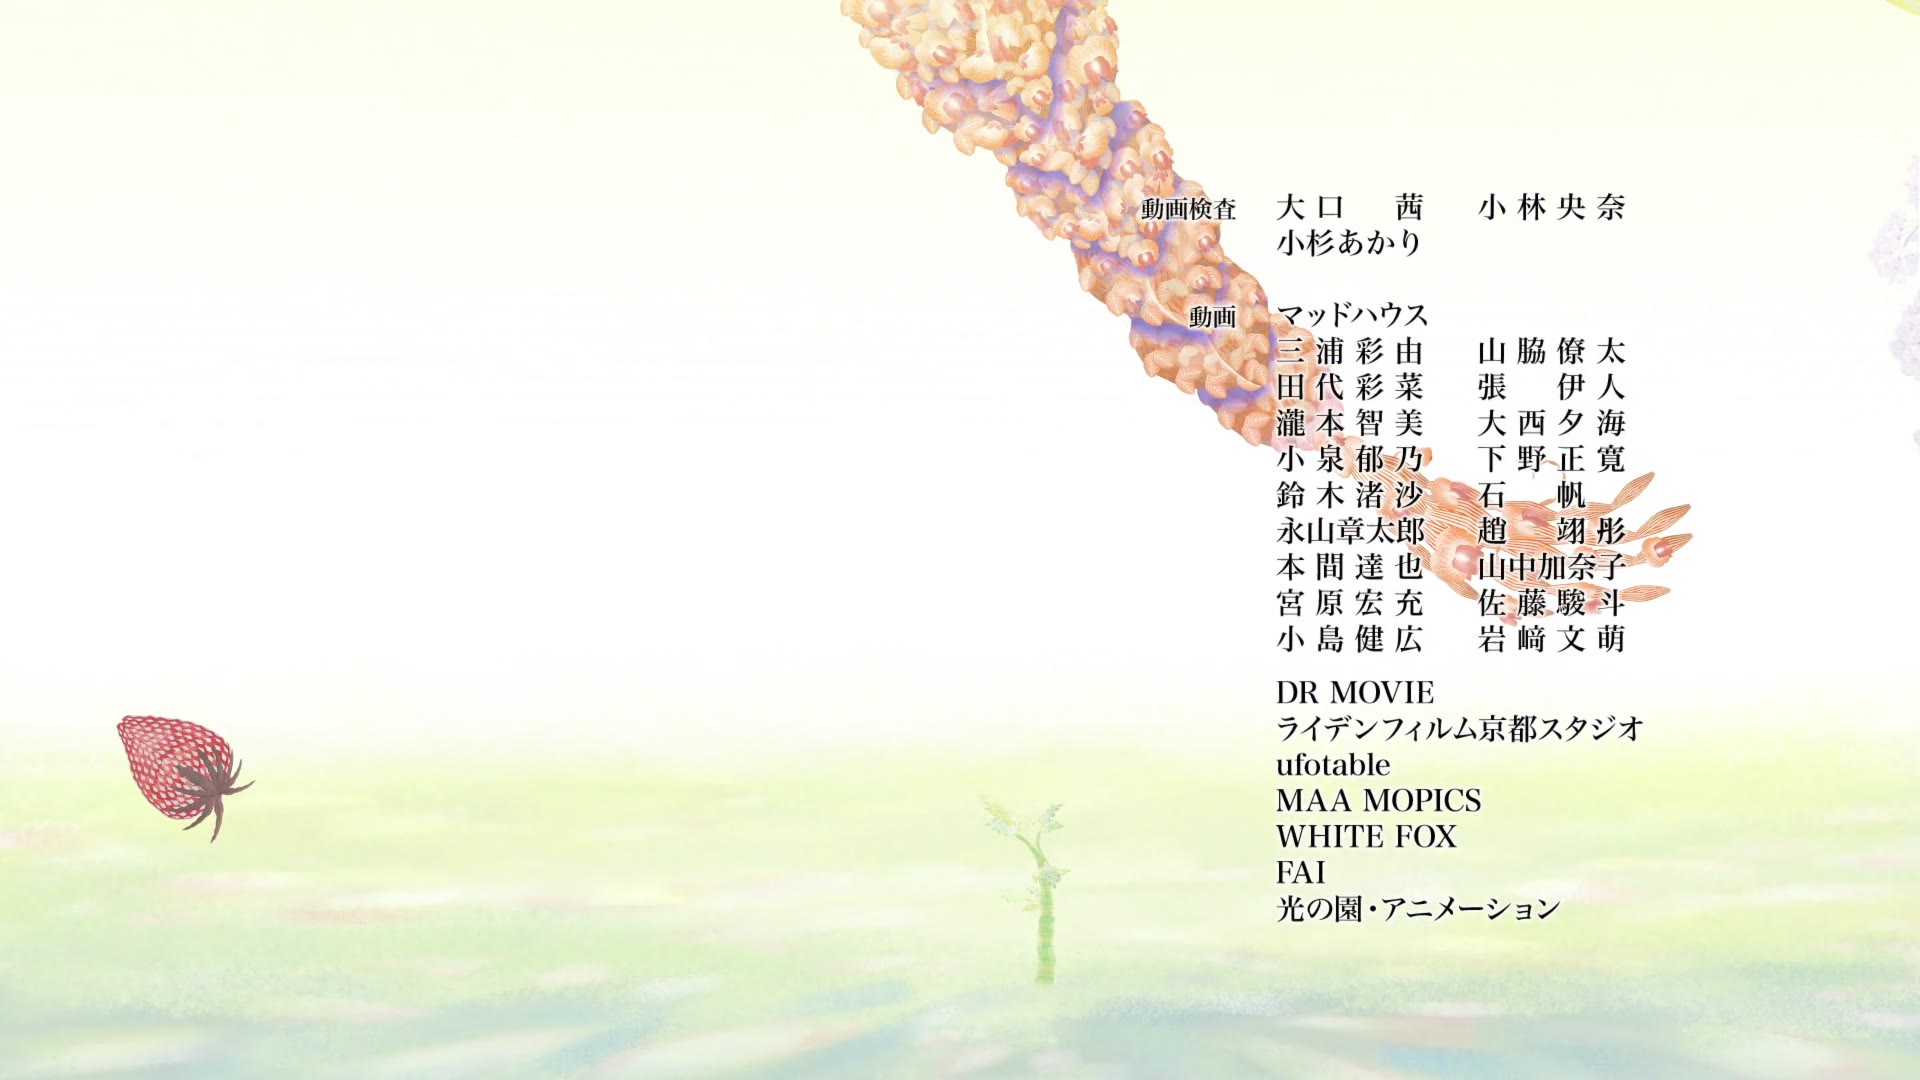 動画検査 大口 茜 小林央奈
小杉あかり
動画 マッドハウス
三浦彩由 山脇僚太
田代彩菜 張 伊人
瀧本智美 大西夕海
小泉郁乃 下野正寛
鈴木渚沙 石 帆
永山章太郎 趙 翊彤
本間達也 山中加奈子
宮原宏充 佐藤駿斗
小島健広 岩﨑文萌
DR MOVIE
ライデンフィルム京都スタジオ
ufotable
MAA MOPICS
WHITE FOX
FAI
光の園・アニメーション